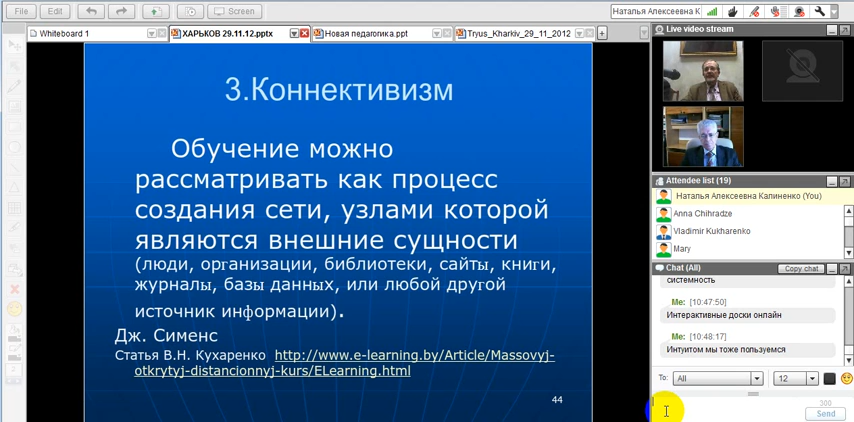 File
Edit
Screen
Наталья Алексеевна К
Whiteboard 1
ХАРЬКОВ 29.11.12.pptx
Новая педагогика.ppt
Tryus_Kharkiv_29_11_2012
3.Коннективизм
Обучение можно
рассматривать как процесс
создания сети, узлами которой
являются внешние сущности
(люди, организации, библиотеки, сайты, книги,
журналы, базы данных, или любой другой
источник информации).
Дж. Сименс
Статья В.Н. Кухаренко http://www.e-learning.by/Article/Massovyj-
otkrytyj-distancionnyj-kurs/ELearning.html
44
Live video stream
Attendee list (19)
Наталья Алексеевна Калиненко (You)
Anna Chihradze
Vladimir Kukharenko
Mary
Chat (All)
Copy chat
системность
Me: [10:47:50]
Интерактивные доски онлайн
Me: [10:48:17]
Интуитом мы тоже пользуемся
To:
All
12
300
Send